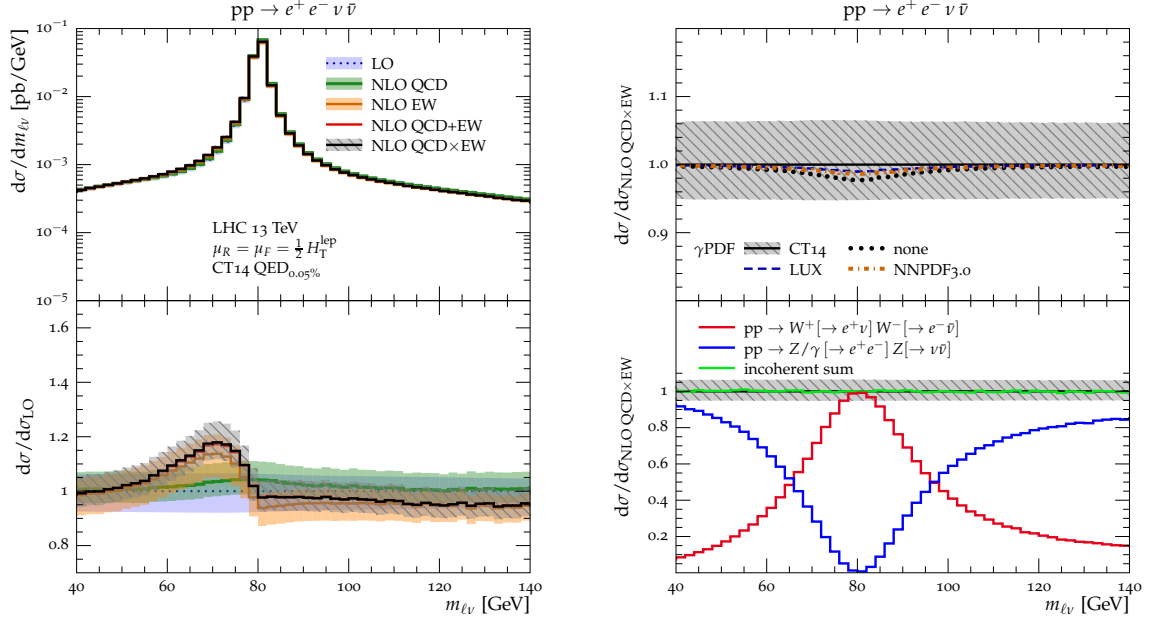 pp → e⁺ e⁻ ν ν̄
dσ/dm_ℓν [pb/GeV]
10⁻¹
10⁻²
10⁻³
10⁻⁴
10⁻⁵
LO
NLO QCD
NLO EW
NLO QCD+EW
NLO QCD×EW
LHC 13 TeV
μ_R = μ_F = ½ H_T^lep
CT14 QED_0.05%
dσ/dσ_LO
1.6
1.4
1.2
1
0.8
40 60 80 100 120 140
m_ℓν [GeV]
pp → e⁺ e⁻ ν ν̄
dσ/dσ_NLO QCD×EW
1.1
1.0
0.9
γPDF CT14 none
LUX NNPDF3.0
pp → W⁺[→ e⁺ν] W⁻[→ e⁻ν̄]
pp → Z/γ [→ e⁺e⁻] Z[→ νν̄]
incoherent sum
dσ/dσ_NLO QCD×EW
1
0.8
0.6
0.4
0.2
40 60 80 100 120 140
m_ℓν [GeV]